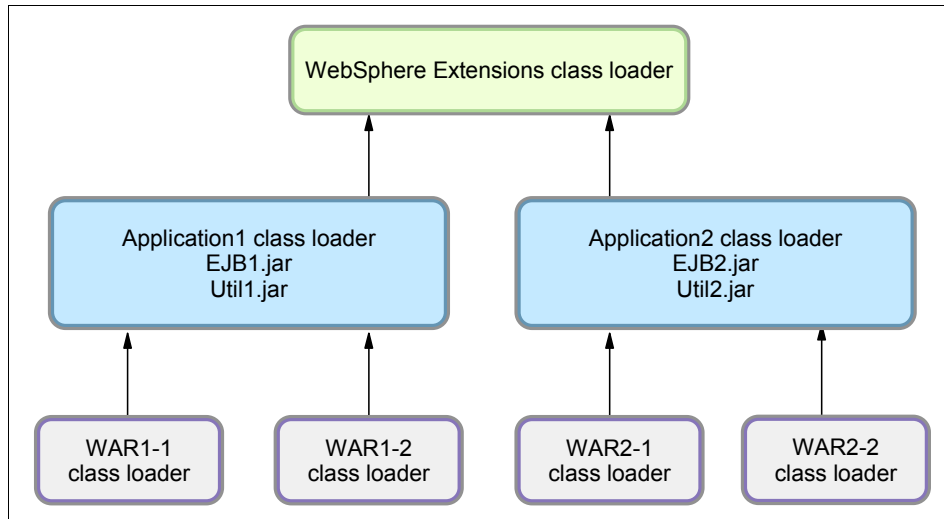 WebSphere Extensions class loader
Application1 class loader
EJB1.jar
Util1.jar
Application2 class loader
EJB2.jar
Util2.jar
WAR1-1
class loader
WAR1-2
class loader
WAR2-1
class loader
WAR2-2
class loader